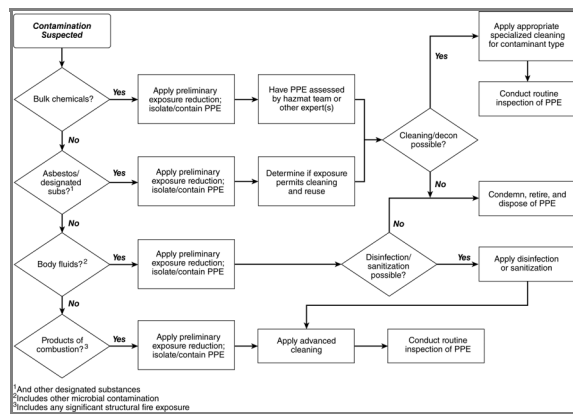 Contamination
Suspected
Bulk chemicals?
Yes
Apply preliminary
exposure reduction;
isolate/contain PPE
Have PPE assessed
by hazmat team or
other expert(s)
Cleaning/decon
possible?
Yes
Apply appropriate
specialized cleaning
for contaminant type
Conduct routine
inspection of PPE
No
No
Asbestos/
designated
subs?1
Yes
Apply preliminary
exposure reduction;
isolate/contain PPE
Determine if exposure
permits cleaning
and reuse
Condemn, retire, and
dispose of PPE
No
No
Body fluids?2
Yes
Apply preliminary
exposure reduction;
isolate/contain PPE
Disinfection/
sanitization
possible?
Yes
Apply disinfection
or sanitization
No
Products of
combustion?3
Yes
Apply preliminary
exposure reduction;
isolate/contain PPE
Apply advanced
cleaning
Conduct routine
inspection of PPE
1And other designated substances
2Includes other microbial contamination
3Includes any significant structural fire exposure